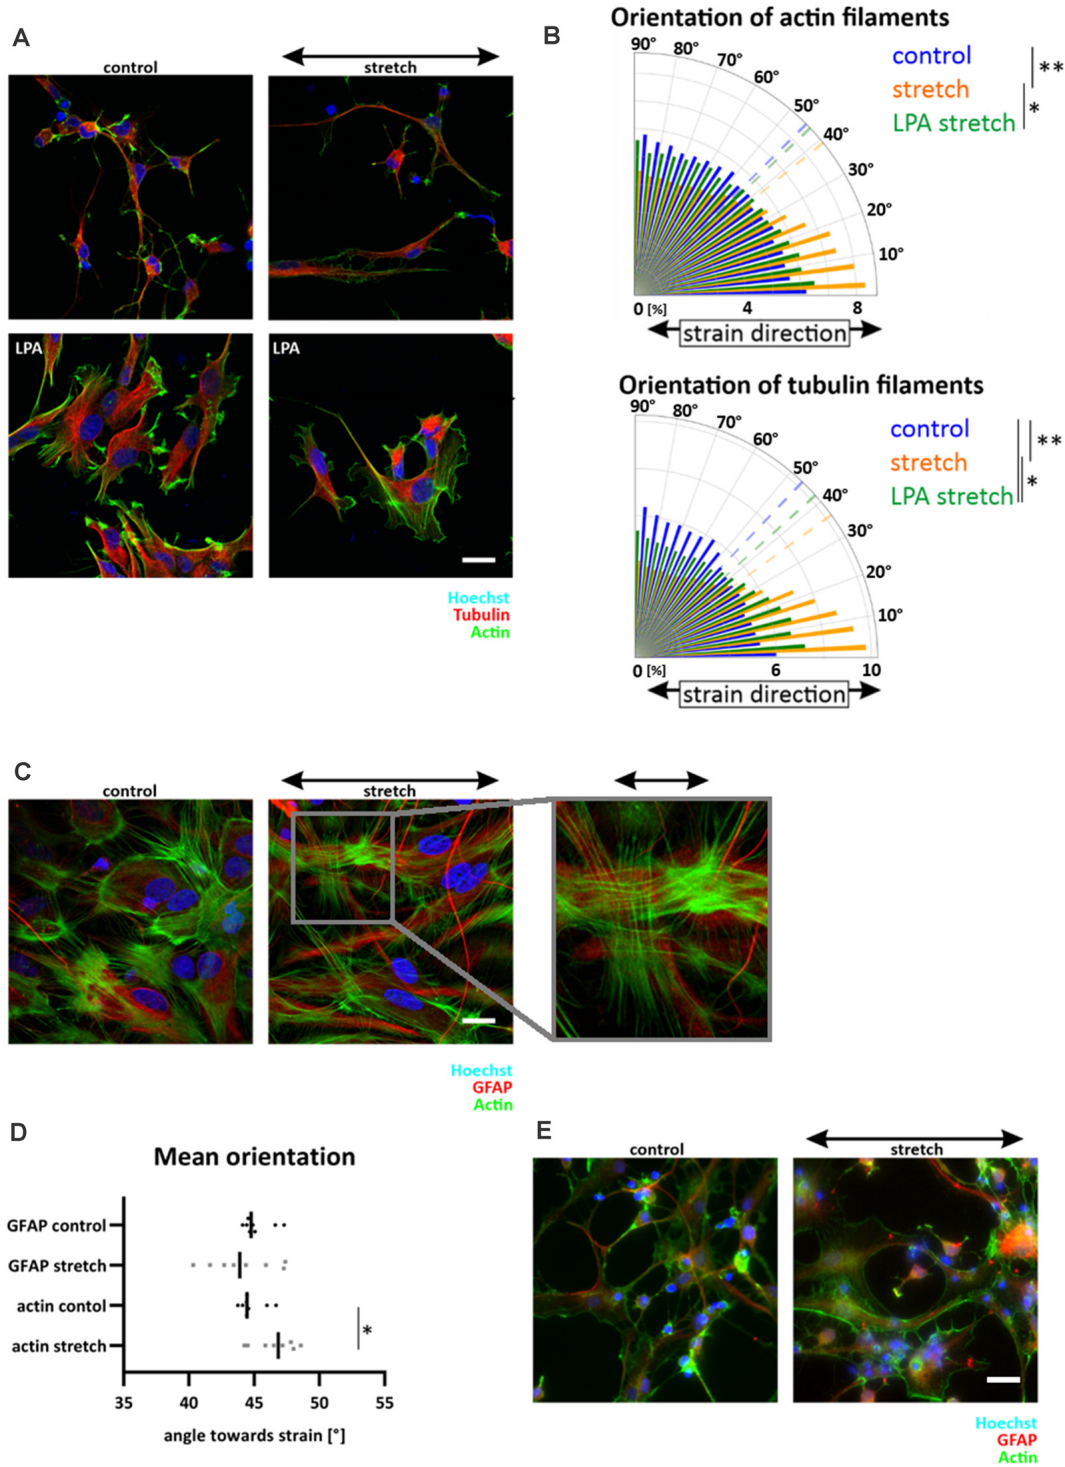 A
control
stretch
LPA
LPA
Hoechst
Tubulin
Actin
B
Orientation of actin filaments
90°
80°
70°
60°
50°
40°
30°
20°
10°
0 [%]
4
8
strain direction
control
stretch
LPA stretch
**
*
Orientation of tubulin filaments
90°
80°
70°
60°
50°
40°
30°
20°
10°
0 [%]
6
10
strain direction
control
stretch
LPA stretch
**
*
C
control
stretch
Hoechst
GFAP
Actin
D
Mean orientation
GFAP control
GFAP stretch
actin contol
actin stretch
*
35 40 45 50 55
angle towards strain [°]
E
control
stretch
Hoechst
GFAP
Actin